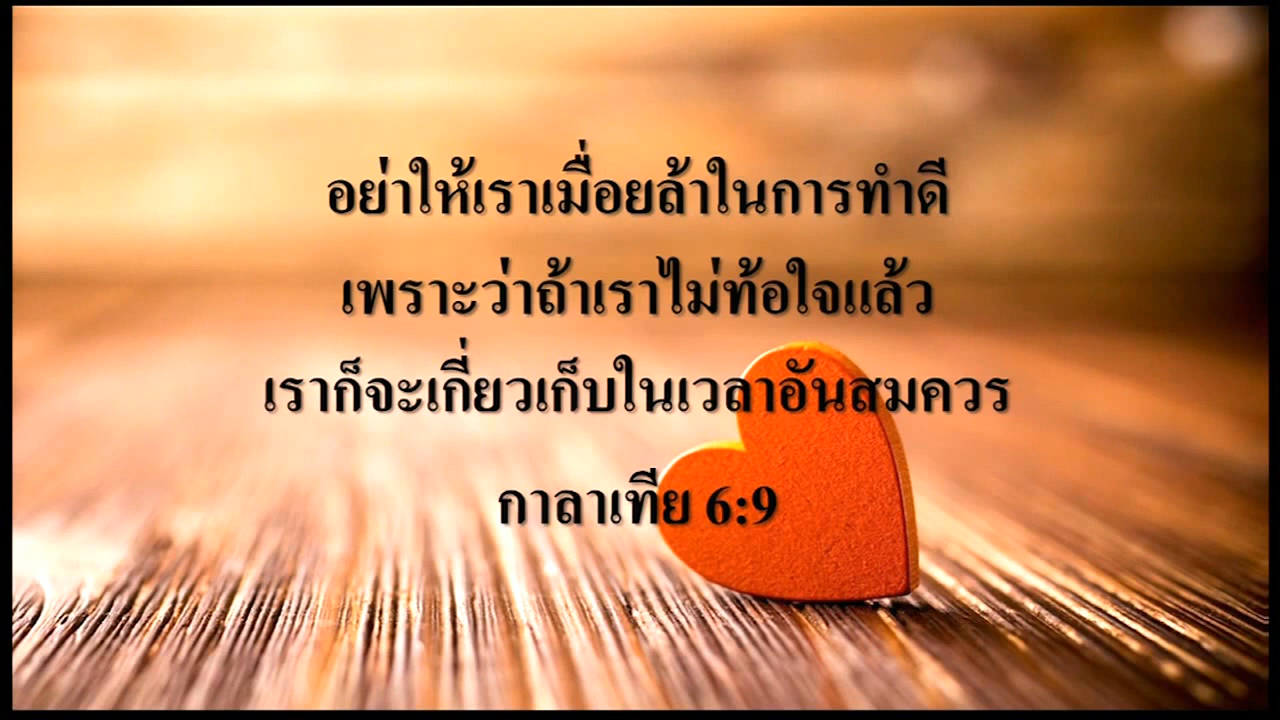 อย่าให้เราเมื่อยล้าในการทำดี
เพราะว่าถ้าเราไม่ท้อใจแล้ว
เราก็จะเกี่ยวเก็บในเวลาอันสมควร
กาลาเทีย 6:9